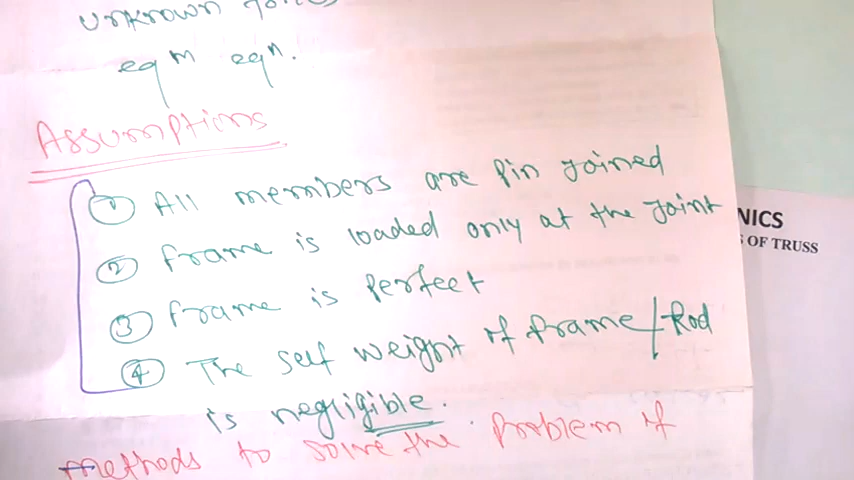 unknown forces
eqm eqn.
Assumptions
① All members are Pin joined
② frame is loaded only at the joint
③ frame is perfect
④ The self weight of frame/Rod
is negligible.
methods to solve the Problem of
NICS
OF TRUSS